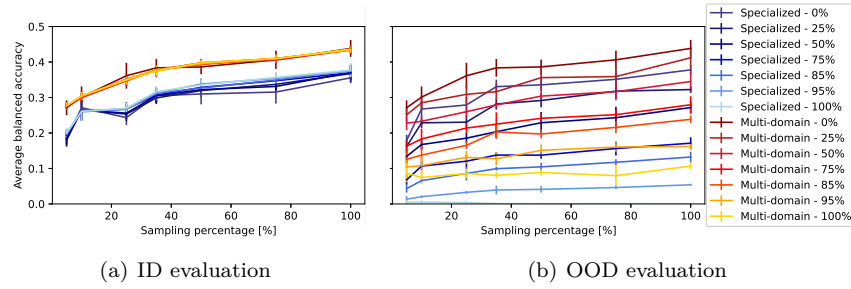 0.5
0.4
0.3
0.2
0.1
0.0
Average balanced accuracy
20
40
60
80
100
Sampling percentage [%]
20
40
60
80
100
Sampling percentage [%]
Specialized - 0%
Specialized - 25%
Specialized - 50%
Specialized - 75%
Specialized - 85%
Specialized - 95%
Specialized - 100%
Multi-domain - 0%
Multi-domain - 25%
Multi-domain - 50%
Multi-domain - 75%
Multi-domain - 85%
Multi-domain - 95%
Multi-domain - 100%
(a) ID evaluation
(b) OOD evaluation